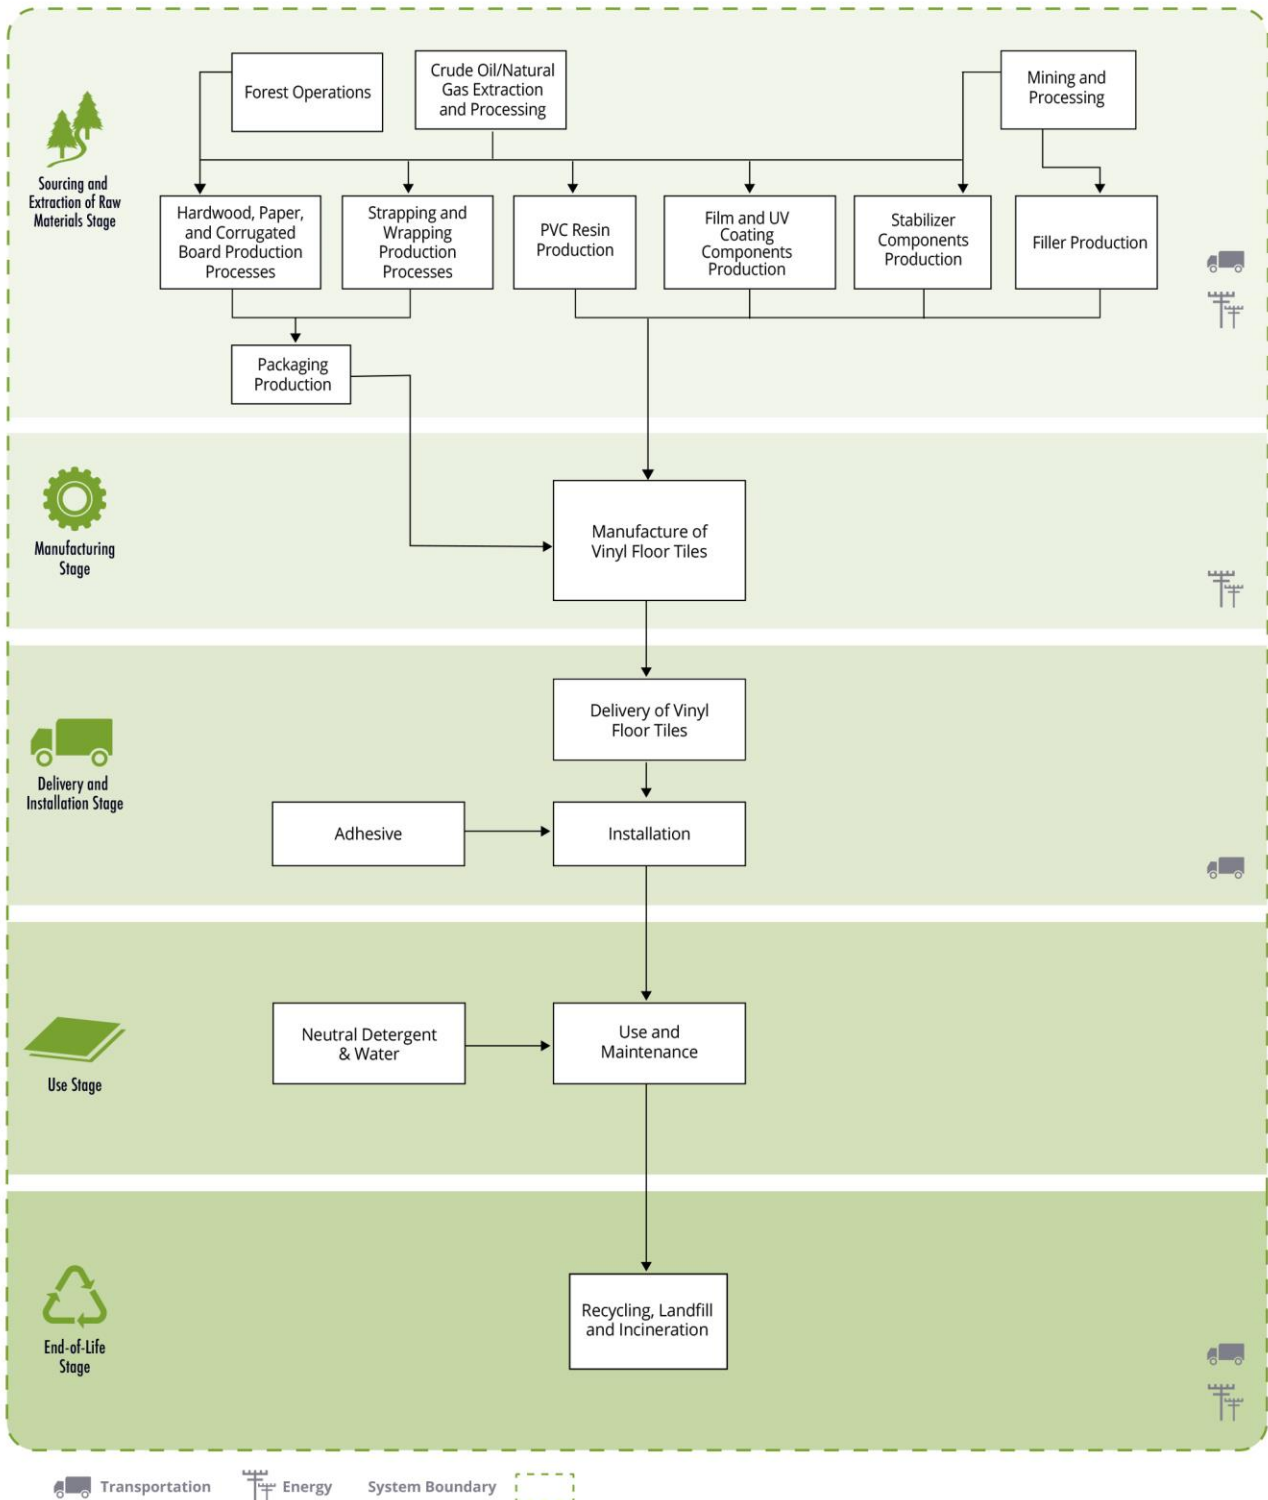 Forest Operations
Crude Oil/Natural
Gas Extraction
and Processing
Mining and
Processing
Sourcing and
Extraction of Raw
Materials Stage
Hardwood, Paper,
and Corrugated
Board Production
Processes
Strapping and
Wrapping
Production
Processes
PVC Resin
Production
Film and UV
Coating
Components
Production
Stabilizer
Components
Production
Filler Production
Packaging
Production
Manufacturing
Stage
Manufacture of
Vinyl Floor Tiles
Delivery and
Installation Stage
Delivery of Vinyl
Floor Tiles
Adhesive
Installation
Use Stage
Neutral Detergent
& Water
Use and
Maintenance
End-of-Life
Stage
Recycling, Landfill
and Incineration
Transportation
Energy
System Boundary